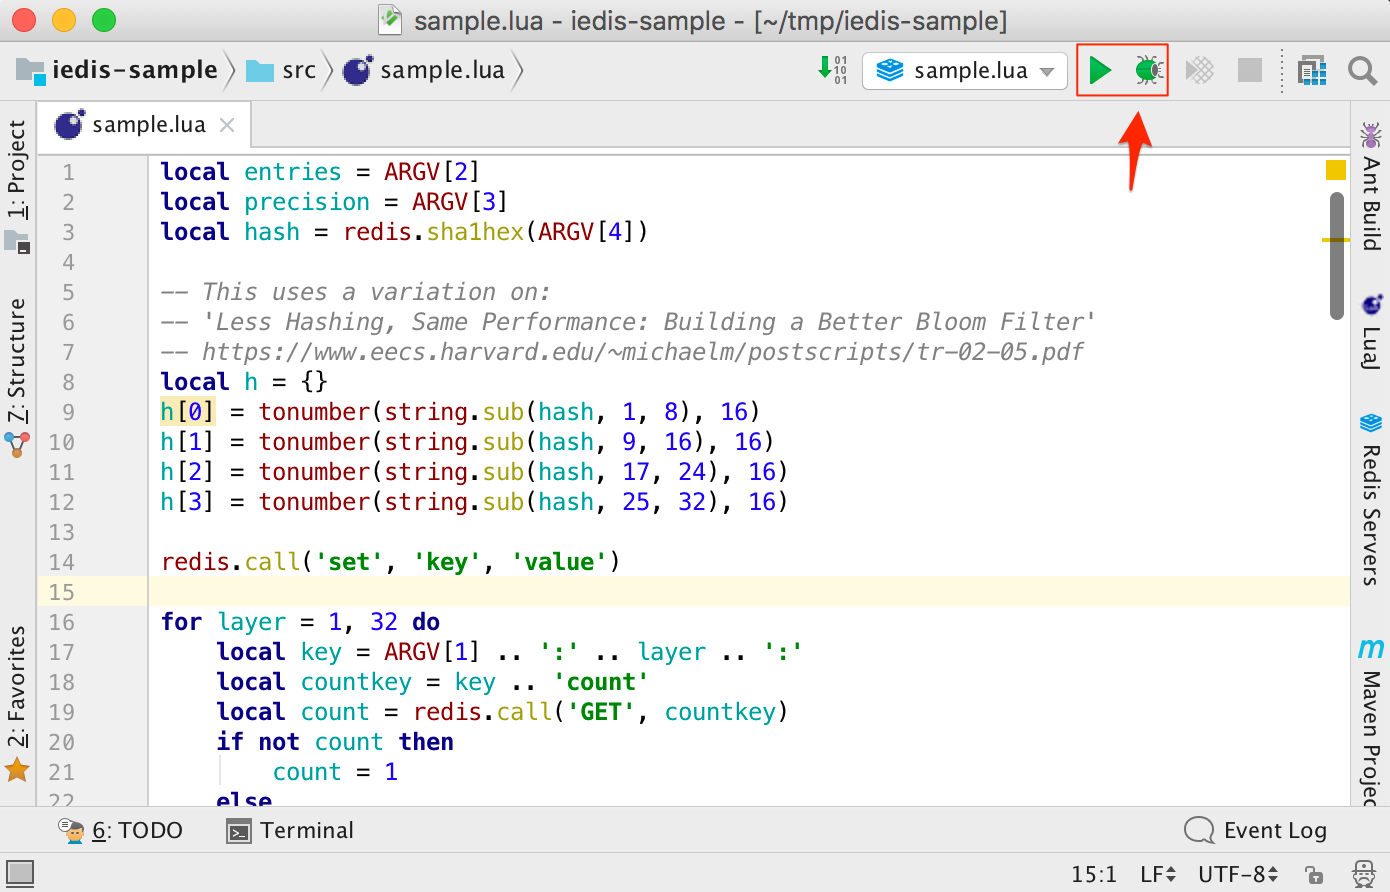 sample.lua - iedis-sample - [~/tmp/iedis-sample]
iedis-sample src sample.lua
01
10
01
sample.lua
sample.lua
1: Project
7: Structure
2: Favorites
1 local entries = ARGV[2]
2 local precision = ARGV[3]
3 local hash = redis.sha1hex(ARGV[4])
4
5 -- This uses a variation on:
6 -- 'Less Hashing, Same Performance: Building a Better Bloom Filter'
7 -- https://www.eecs.harvard.edu/~michaelm/postscripts/tr-02-05.pdf
8 local h = {}
9 h[0] = tonumber(string.sub(hash, 1, 8), 16)
10 h[1] = tonumber(string.sub(hash, 9, 16), 16)
11 h[2] = tonumber(string.sub(hash, 17, 24), 16)
12 h[3] = tonumber(string.sub(hash, 25, 32), 16)
13
14 redis.call('set', 'key', 'value')
15
16 for layer = 1, 32 do
17 local key = ARGV[1] .. ':' .. layer .. ':'
18 local countkey = key .. 'count'
19 local count = redis.call('GET', countkey)
20 if not count then
21 count = 1
22 else
Ant Build
LuaJ
Redis Servers
m
Maven Projec
6: TODO Terminal Event Log
15:1 LF UTF-8